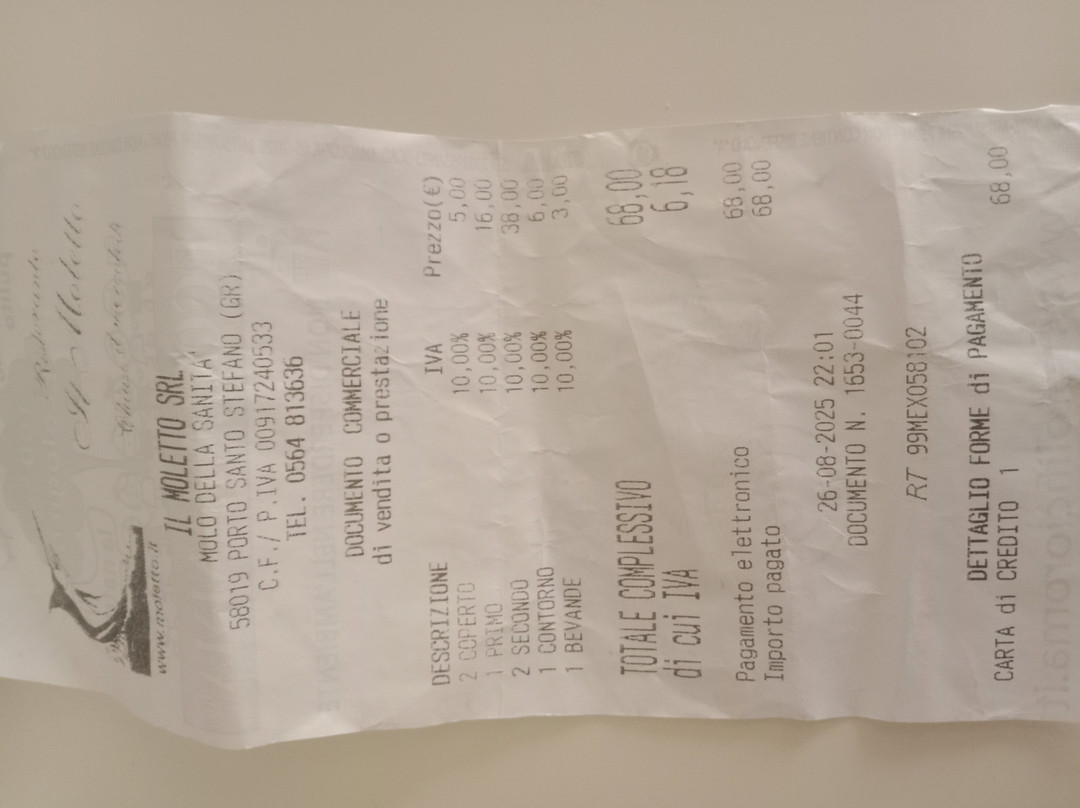 Ristorante
Il Moletto
www.moletto.it
IL MOLETTO SRL
MOLO DELLA SANITA'
58019 PORTO SANTO STEFANO (GR)
C.F./ P.IVA 00917240533
TEL. 0564 813636
DOCUMENTO COMMERCIALE
di vendita o prestazione
DESCRIZIONE IVA Prezzo(€)
2 COPERTO 10,00% 5,00
1 PRIMO 10,00% 16,00
2 SECONDO 10,00% 38,00
1 CONTORNO 10,00% 6,00
1 BEVANDE 10,00% 3,00
TOTALE COMPLESSIVO 68,00
di cui IVA 6,18
Pagamento elettronico 68,00
Importo pagato 68,00
26-08-2025 22:01
DOCUMENTO N. 1653-0044
RT 99MEX058102
DETTAGLIO FORME di PAGAMENTO
CARTA di CREDITO 1 68,00